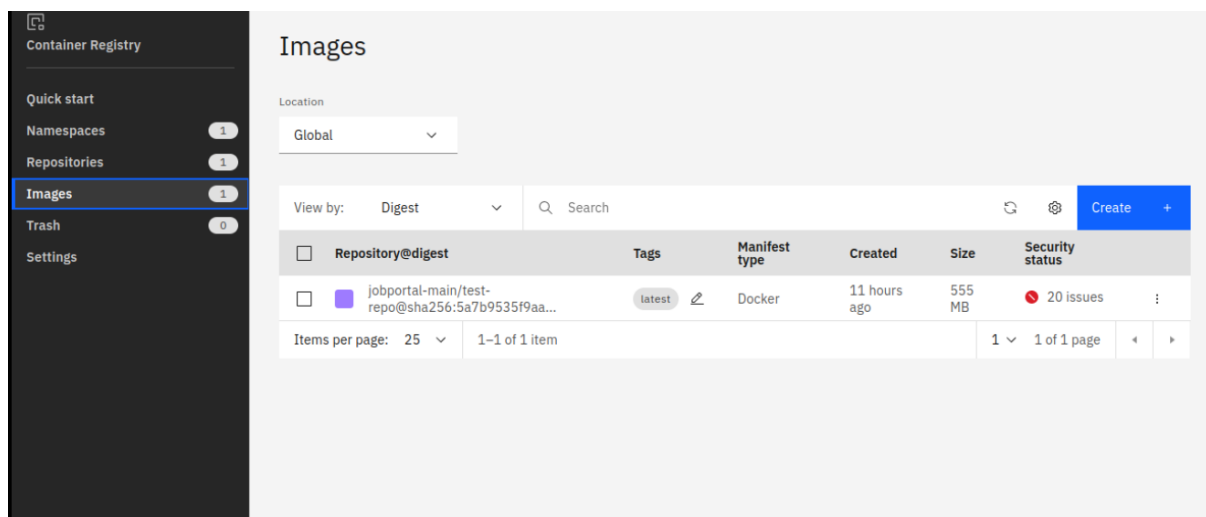 Container Registry
Quick start
Namespaces 1
Repositories 1
Images 1
Trash 0
Settings
Images
Location
Global
View by: Digest Search Create +
Repository@digest Tags Manifest type Created Size Security status
jobportal-main/test-
repo@sha256:5a7b9535f9aa... latest Docker 11 hours ago 555 MB 20 issues
Items per page: 25 1–1 of 1 item 1 1 of 1 page